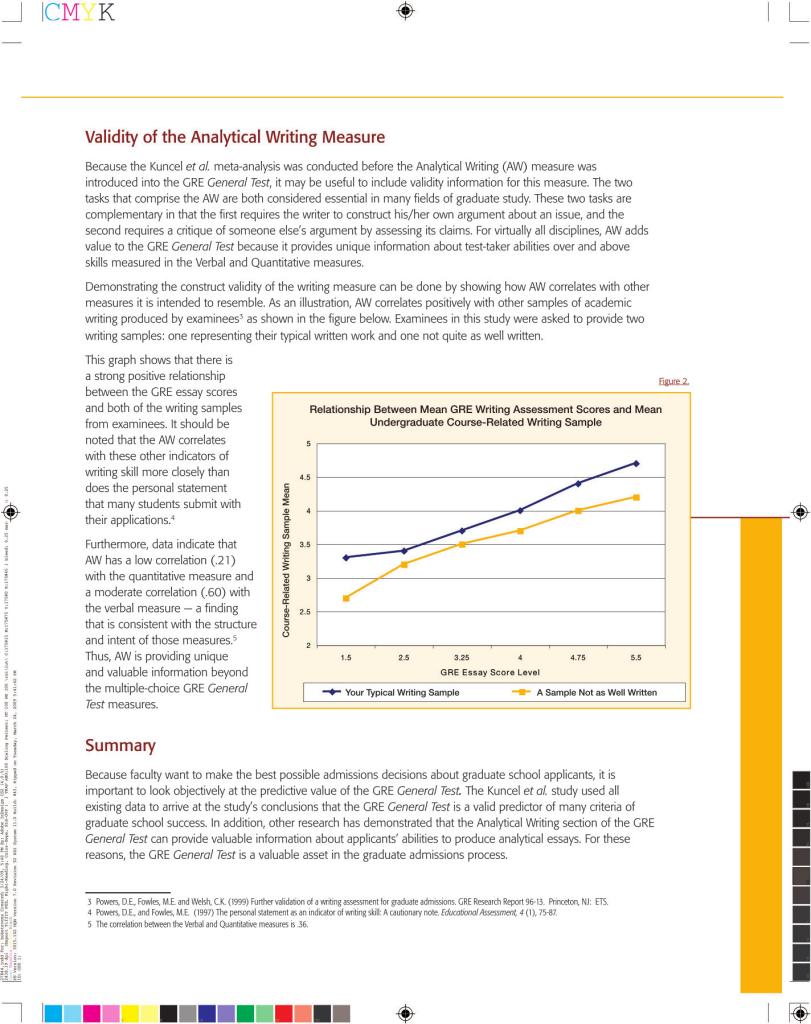 CMYK
Validity of the Analytical Writing Measure
Because the Kuncel et al. meta-analysis was conducted before the Analytical Writing (AW) measure was
introduced into the GRE General Test, it may be useful to include validity information for this measure. The two
tasks that comprise the AW are both considered essential in many fields of graduate study. These two tasks are
complementary in that the first requires the writer to construct his/her own argument about an issue, and the
second requires a critique of someone else's argument by assessing its claims. For virtually all disciplines, AW adds
value to the GRE General Test because it provides unique information about test-taker abilities over and above
skills measured in the Verbal and Quantitative measures.
Demonstrating the construct validity of the writing measure can be done by showing how AW correlates with other
measures it is intended to resemble. As an illustration, AW correlates positively with other samples of academic
writing produced by examinees³ as shown in the figure below. Examinees in this study were asked to provide two
writing samples: one representing their typical written work and one not quite as well written.
This graph shows that there is
a strong positive relationship
between the GRE essay scores
and both of the writing samples
from examinees. It should be
noted that the AW correlates
with these other indicators of
writing skill more closely than
does the personal statement
that many students submit with
their applications.⁴
Furthermore, data indicate that
AW has a low correlation (.21)
with the quantitative measure and
a moderate correlation (.60) with
the verbal measure — a finding
that is consistent with the structure
and intent of those measures.⁵
Thus, AW is providing unique
and valuable information beyond
the multiple-choice GRE General
Test measures.
Figure 2.
Relationship Between Mean GRE Writing Assessment Scores and Mean
Undergraduate Course-Related Writing Sample
Course-Related Writing Sample Mean
5
4.5
4
3.5
3
2.5
2
1.5 2.5 3.25 4 4.75 5.5
GRE Essay Score Level
Your Typical Writing Sample A Sample Not as Well Written
Summary
Because faculty want to make the best possible admissions decisions about graduate school applicants, it is
important to look objectively at the predictive value of the GRE General Test. The Kuncel et al. study used all
existing data to arrive at the study's conclusions that the GRE General Test is a valid predictor of many criteria of
graduate school success. In addition, other research has demonstrated that the Analytical Writing section of the GRE
General Test can provide valuable information about applicants' abilities to produce analytical essays. For these
reasons, the GRE General Test is a valuable asset in the graduate admissions process.
3 Powers, D.E., Fowles, M.E. and Welsh, C.K. (1999) Further validation of a writing assessment for graduate admissions. GRE Research Report 96-13. Princeton, NJ: ETS.
4 Powers, D.E., and Fowles, M.E. (1997) The personal statement as an indicator of writing skill: A cautionary note. Educational Assessment, 4 (1), 75-87.
5 The correlation between the Verbal and Quantitative measures is .36.